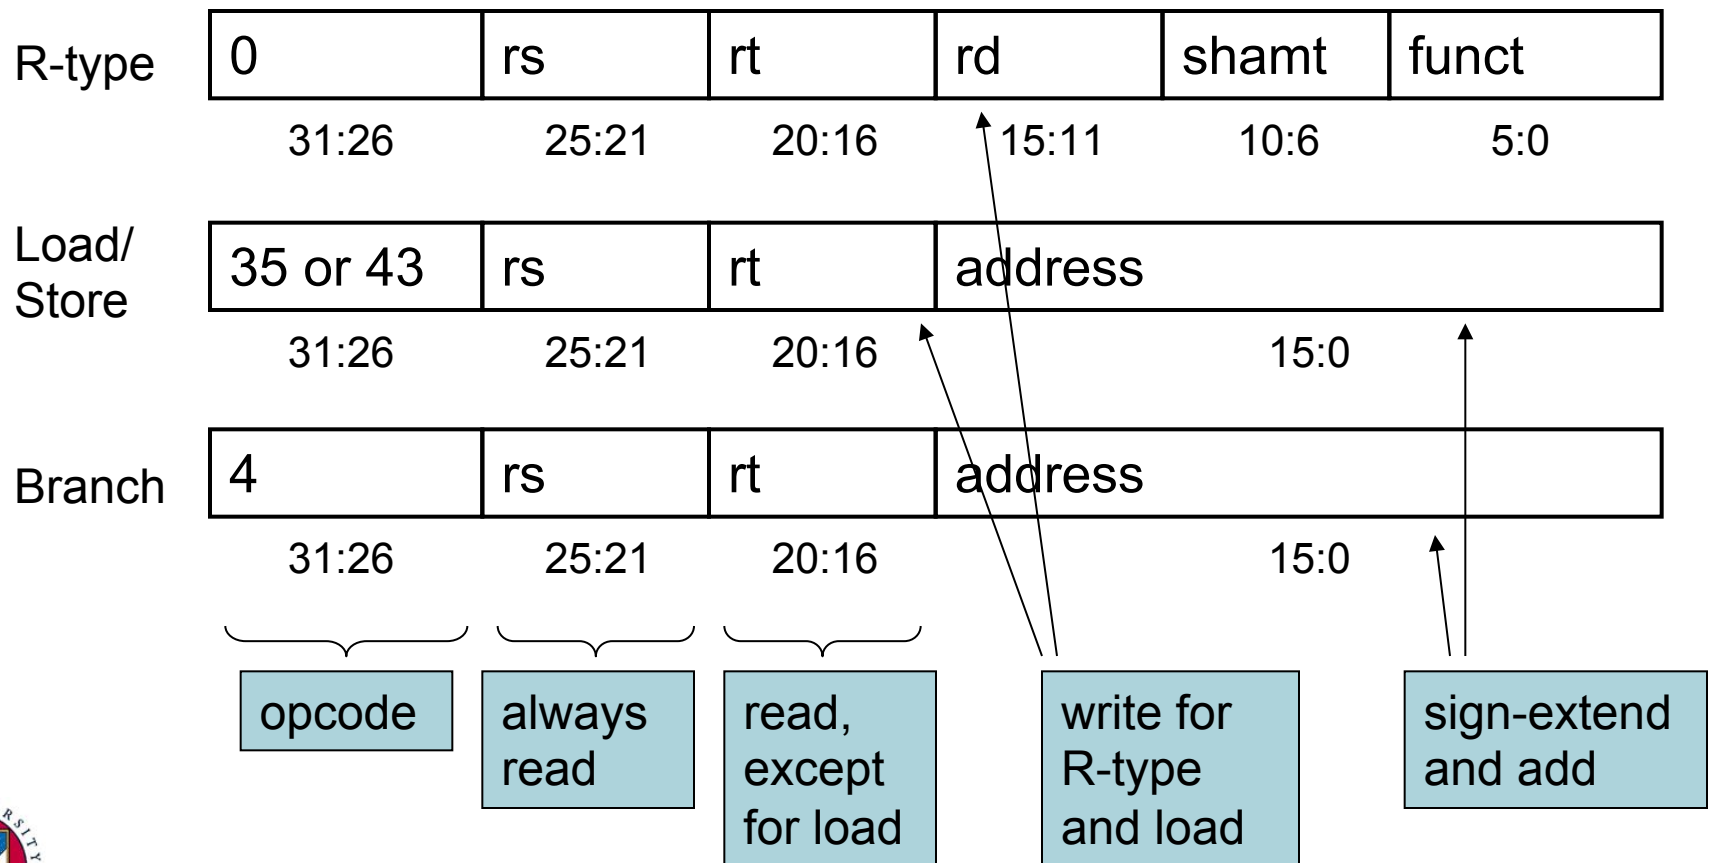 R-type 0 rs rt rd shamt funct
31:26 25:21 20:16 15:11 10:6 5:0
Load/
Store
35 or 43 rs rt address
31:26 25:21 20:16 15:0
Branch 4 rs rt address
31:26 25:21 20:16 15:0
opcode
always
read
read,
except
for load
write for
R-type
and load
sign-extend
and add